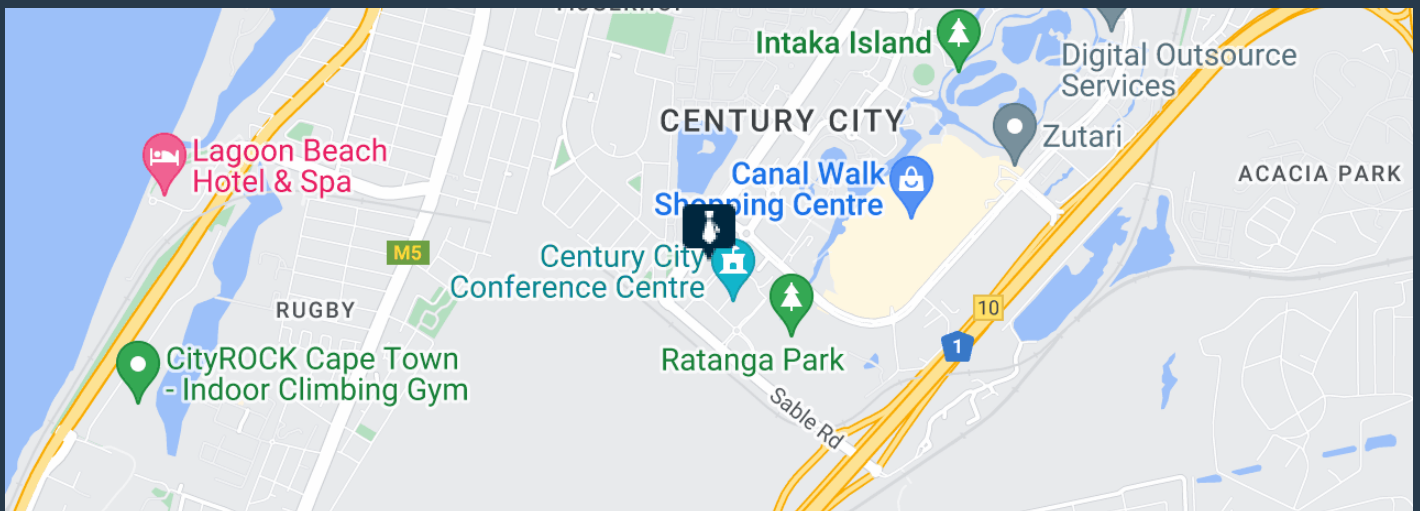 Intaka Island
Digital Outsource
Services
CENTURY CITY
Zutari
Lagoon Beach
Hotel & Spa
Canal Walk
Shopping Centre
ACACIA PARK
M5
Century City
Conference Centre
RUGBY
10
1
CityROCK Cape Town
- Indoor Climbing Gym
Ratanga Park
Sable Rd